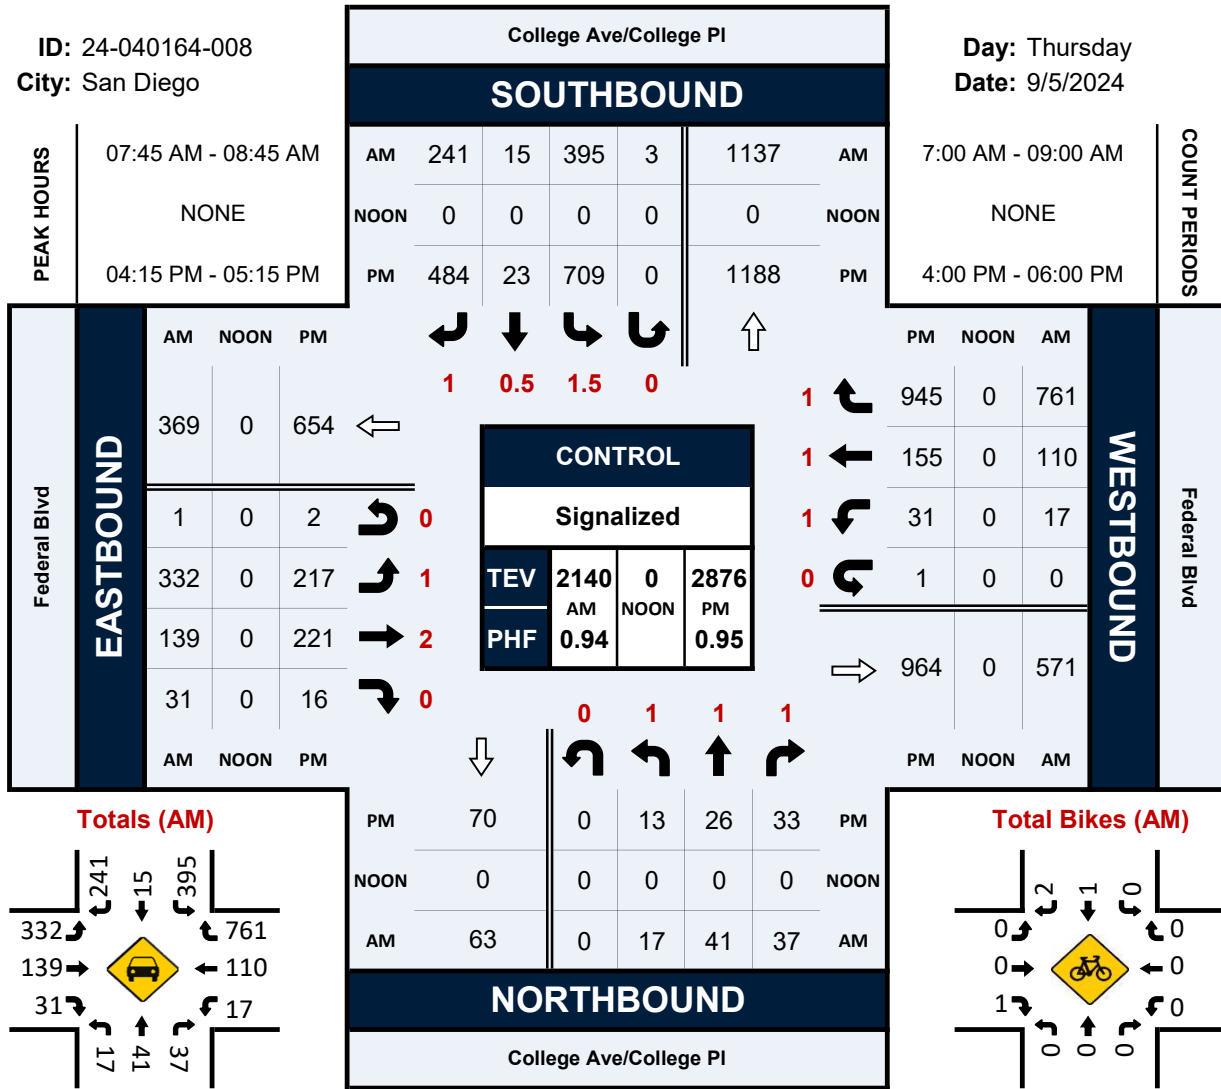 ID: 24-040164-008
City: San Diego
College Ave/College Pl
SOUTHBOUND
Day: Thursday
Date: 9/5/2024
PEAK HOURS
07:45 AM - 08:45 AM
NONE
04:15 PM - 05:15 PM
AM 241 15 395 3 1137 AM
NOON 0 0 0 0 0 NOON
PM 484 23 709 0 1188 PM
7:00 AM - 09:00 AM
NONE
4:00 PM - 06:00 PM
COUNT PERIODS
1 0.5 1.5 0
Federal Blvd
EASTBOUND
AM NOON PM
369 0 654
1 0 2 0
332 0 217 1
139 0 221 2
31 0 16 0
AM NOON PM
CONTROL
Signalized
TEV 2140 0 2876
AM NOON PM
PHF 0.94 0.95
PM NOON AM
1 945 0 761
1 155 0 110
1 31 0 17
0 1 0 0
964 0 571
PM NOON AM
WESTBOUND
Federal Blvd
0 1 1 1
PM 70 0 13 26 33 PM
NOON 0 0 0 0 0 NOON
AM 63 0 17 41 37 AM
NORTHBOUND
College Ave/College Pl
Totals (AM)
241 15 395
332 761
139 110
31 17
17 41 37
Total Bikes (AM)
2 1 0
0 0
0 0
1 0
0 0 0